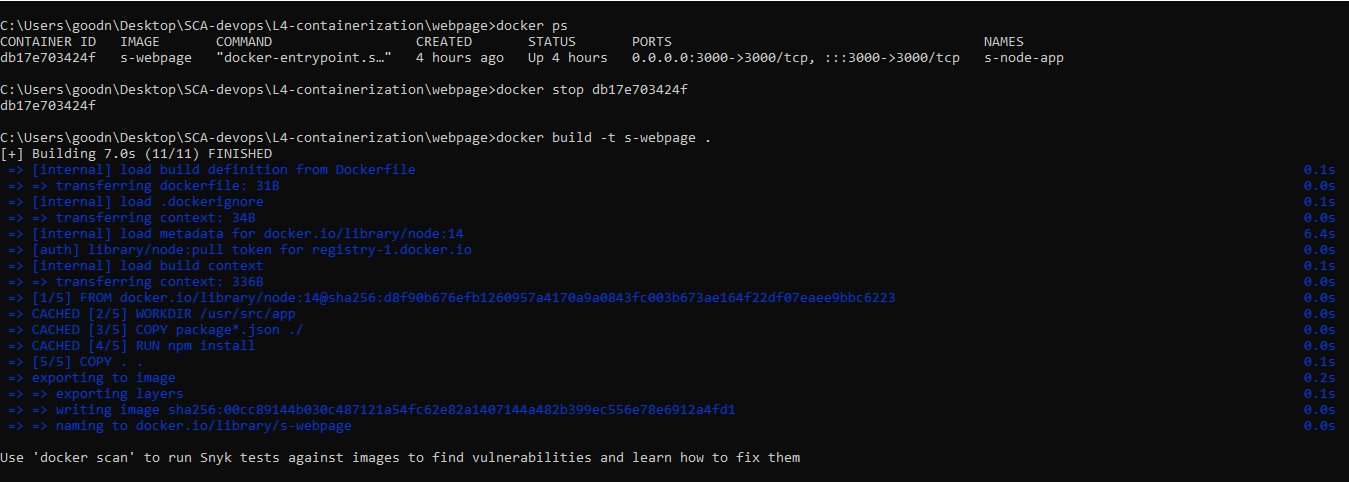 C:\Users\goodn\Desktop\SCA-devops\L4-containerization\webpage>docker ps
CONTAINER ID   IMAGE       COMMAND                  CREATED       STATUS       PORTS                                       NAMES
db17e703424f   s-webpage   "docker-entrypoint.s…"   4 hours ago   Up 4 hours   0.0.0.0:3000->3000/tcp, :::3000->3000/tcp   s-node-app
C:\Users\goodn\Desktop\SCA-devops\L4-containerization\webpage>docker stop db17e703424f
db17e703424f
C:\Users\goodn\Desktop\SCA-devops\L4-containerization\webpage>docker build -t s-webpage .
[+] Building 7.0s (11/11) FINISHED
=> [internal] load build definition from Dockerfile 0.1s
=> => transferring dockerfile: 31B 0.0s
=> [internal] load .dockerignore 0.1s
=> => transferring context: 34B 0.0s
=> [internal] load metadata for docker.io/library/node:14 6.4s
=> [auth] library/node:pull token for registry-1.docker.io 0.0s
=> [internal] load build context 0.1s
=> => transferring context: 336B 0.0s
=> [1/5] FROM docker.io/library/node:14@sha256:d8f90b676efb1260957a4170a9a0843fc003b673ae164f22df07eaee9bbc6223 0.0s
=> CACHED [2/5] WORKDIR /usr/src/app 0.0s
=> CACHED [3/5] COPY package*.json ./ 0.0s
=> CACHED [4/5] RUN npm install 0.0s
=> [5/5] COPY . . 0.1s
=> exporting to image 0.2s
=> => exporting layers 0.1s
=> => writing image sha256:00cc89144b030c487121a54fc62e82a1407144a482b399ec556e78e6912a4fd1 0.0s
=> => naming to docker.io/library/s-webpage 0.0s
Use 'docker scan' to run Snyk tests against images to find vulnerabilities and learn how to fix them